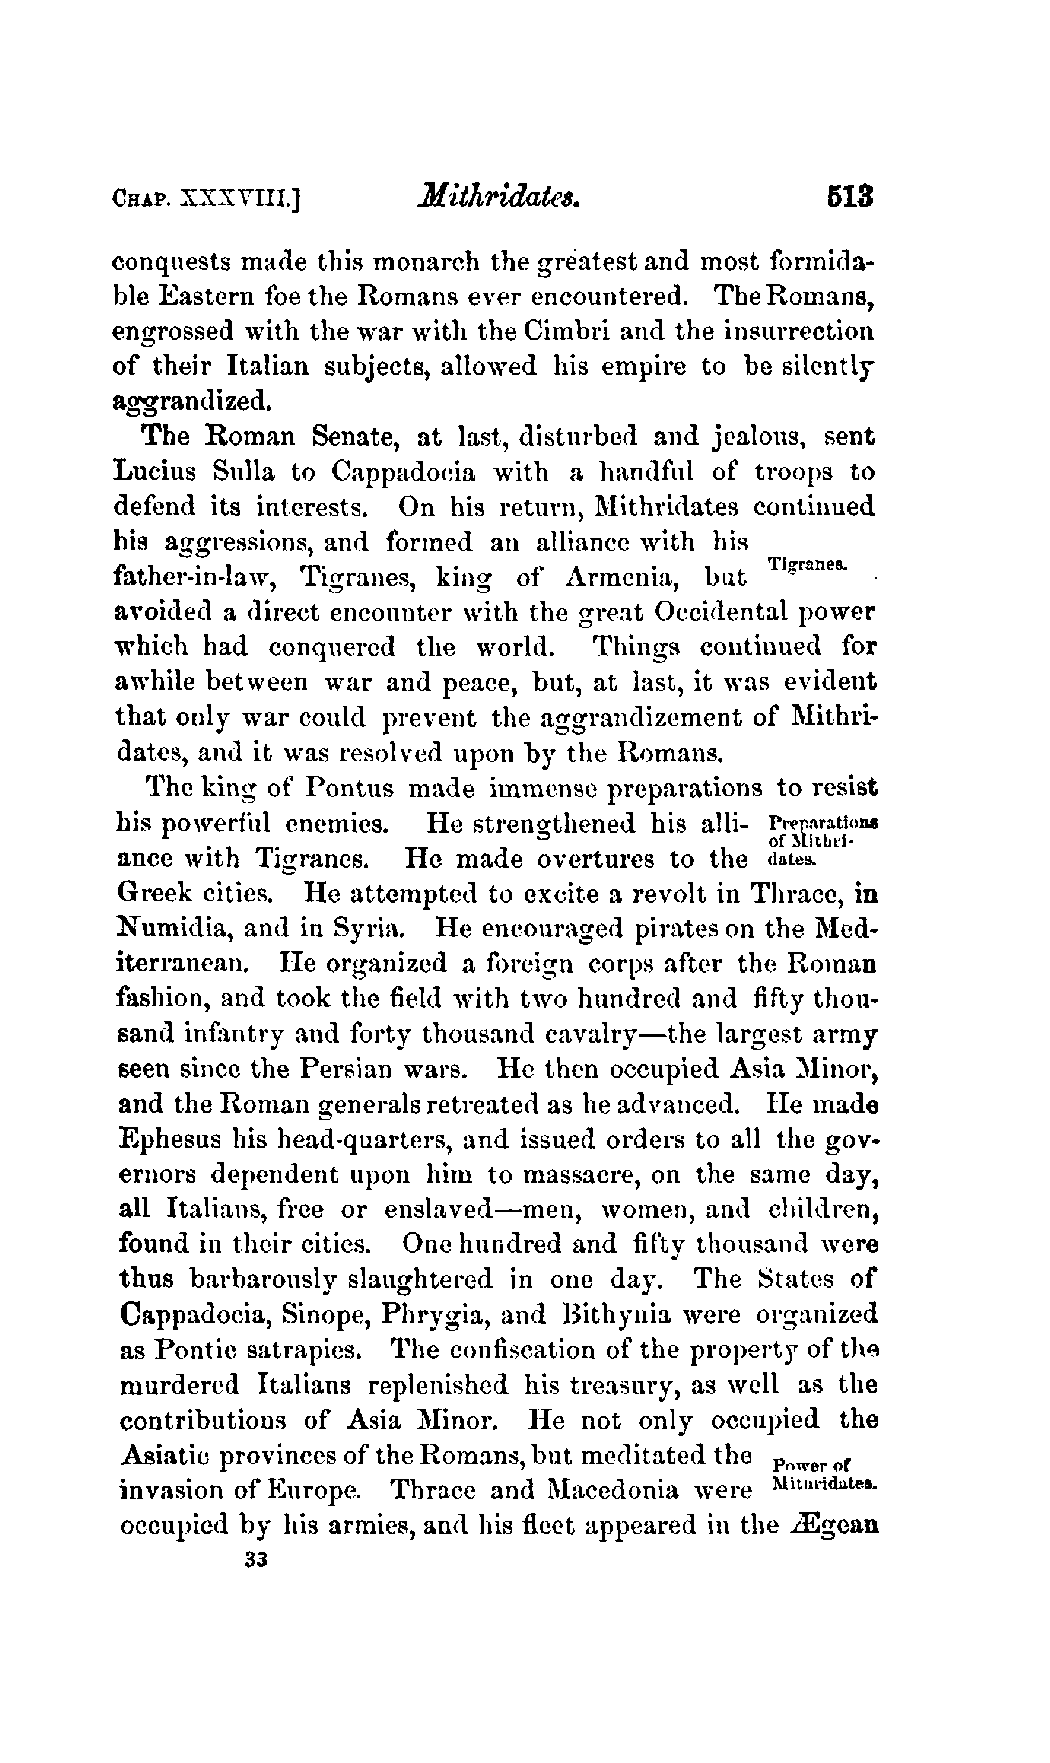 CHAP. XXXVIII.] Mithridates. 513
conquests made this monarch the greatest and most formida-
ble Eastern foe the Romans ever encountered. The Romans,
engrossed with the war with the Cimbri and the insurrection
of their Italian subjects, allowed his empire to be silently
aggrandized.
The Roman Senate, at last, disturbed and jealous, sent
Lucius Sulla to Cappadocia with a handful of troops to
defend its interests. On his return, Mithridates continued
his aggressions, and formed an alliance with his
Tigranes.
father-in-law, Tigranes, king of Armenia, but
avoided a direct encounter with the great Occidental power
which had conquered the world. Things continued for
awhile between war and peace, but, at last, it was evident
that only war could prevent the aggrandizement of Mithri-
dates, and it was resolved upon by the Romans.
The king of Pontus made immense preparations to resist
his powerful enemies. He strengthened his alli-
Preparations
of Mithri-
dates.
ance with Tigranes. He made overtures to the
Greek cities. He attempted to excite a revolt in Thrace, in
Numidia, and in Syria. He encouraged pirates on the Med-
iterranean. He organized a foreign corps after the Roman
fashion, and took the field with two hundred and fifty thou-
sand infantry and forty thousand cavalry—the largest army
seen since the Persian wars. He then occupied Asia Minor,
and the Roman generals retreated as he advanced. He made
Ephesus his head-quarters, and issued orders to all the gov-
ernors dependent upon him to massacre, on the same day,
all Italians, free or enslaved—men, women, and children,
found in their cities. One hundred and fifty thousand were
thus barbarously slaughtered in one day. The States of
Cappadocia, Sinope, Phrygia, and Bithynia were organized
as Pontic satrapies. The confiscation of the property of the
murdered Italians replenished his treasury, as well as the
contributions of Asia Minor. He not only occupied the
Asiatic provinces of the Romans, but meditated the
Power of
Mithridates.
invasion of Europe. Thrace and Macedonia were
occupied by his armies, and his fleet appeared in the Ægean
33